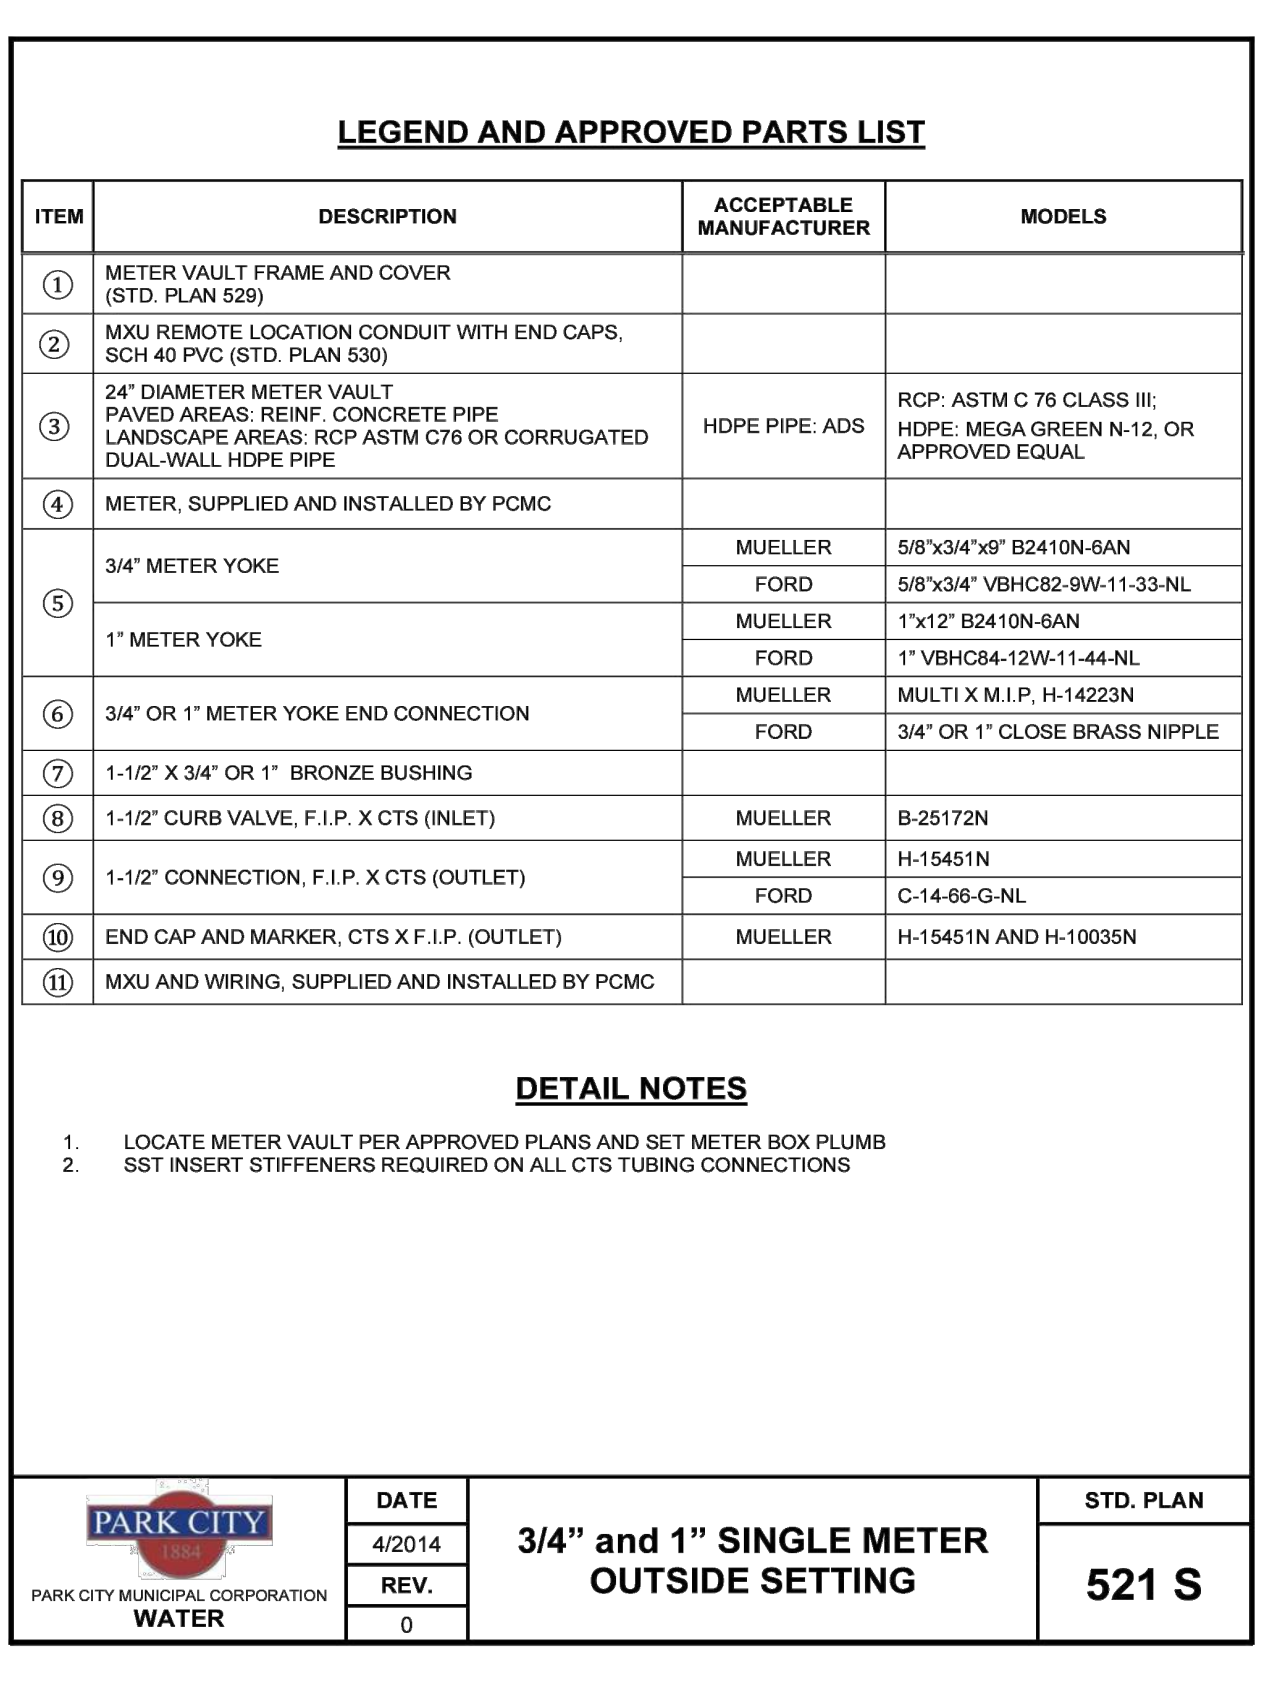 LEGEND AND APPROVED PARTS LIST
ITEM
DESCRIPTION
ACCEPTABLE
MANUFACTURER
MODELS
①
METER VAULT FRAME AND COVER
(STD. PLAN 529)
②
MXU REMOTE LOCATION CONDUIT WITH END CAPS,
SCH 40 PVC (STD. PLAN 530)
③
24” DIAMETER METER VAULT
PAVED AREAS: REINF. CONCRETE PIPE
LANDSCAPE AREAS: RCP ASTM C76 OR CORRUGATED
DUAL-WALL HDPE PIPE
HDPE PIPE: ADS
RCP: ASTM C 76 CLASS III;
HDPE: MEGA GREEN N-12, OR
APPROVED EQUAL
④
METER, SUPPLIED AND INSTALLED BY PCMC
⑤
3/4” METER YOKE
MUELLER
5/8”x3/4”x9” B2410N-6AN
FORD
5/8”x3/4” VBHC82-9W-11-33-NL
1” METER YOKE
MUELLER
1”x12” B2410N-6AN
FORD
1” VBHC84-12W-11-44-NL
⑥
3/4” OR 1” METER YOKE END CONNECTION
MUELLER
MULTI X M.I.P, H-14223N
FORD
3/4” OR 1” CLOSE BRASS NIPPLE
⑦
1-1/2” X 3/4” OR 1” BRONZE BUSHING
⑧
1-1/2” CURB VALVE, F.I.P. X CTS (INLET)
MUELLER
B-25172N
⑨
1-1/2” CONNECTION, F.I.P. X CTS (OUTLET)
MUELLER
H-15451N
FORD
C-14-66-G-NL
⑩
END CAP AND MARKER, CTS X F.I.P. (OUTLET)
MUELLER
H-15451N AND H-10035N
⑪
MXU AND WIRING, SUPPLIED AND INSTALLED BY PCMC
DETAIL NOTES
1. LOCATE METER VAULT PER APPROVED PLANS AND SET METER BOX PLUMB
2. SST INSERT STIFFENERS REQUIRED ON ALL CTS TUBING CONNECTIONS
PARK CITY
1884
PARK CITY MUNICIPAL CORPORATION
WATER
DATE
4/2014
REV.
0
3/4” and 1” SINGLE METER
OUTSIDE SETTING
STD. PLAN
521 S